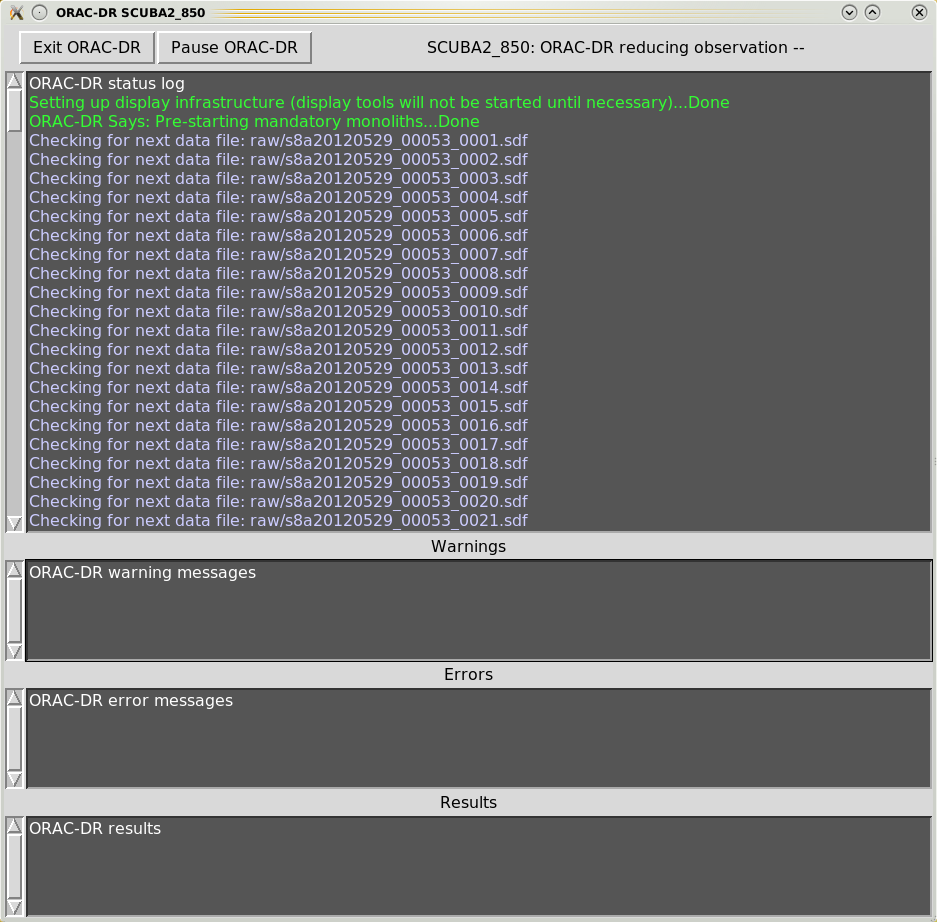 ORAC-DR SCUBA2_850
Exit ORAC-DR Pause ORAC-DR SCUBA2_850: ORAC-DR reducing observation --
ORAC-DR status log
Setting up display infrastructure (display tools will not be started until necessary)...Done
ORAC-DR Says: Pre-starting mandatory monoliths...Done
Checking for next data file: raw/s8a20120529_00053_0001.sdf
Checking for next data file: raw/s8a20120529_00053_0002.sdf
Checking for next data file: raw/s8a20120529_00053_0003.sdf
Checking for next data file: raw/s8a20120529_00053_0004.sdf
Checking for next data file: raw/s8a20120529_00053_0005.sdf
Checking for next data file: raw/s8a20120529_00053_0006.sdf
Checking for next data file: raw/s8a20120529_00053_0007.sdf
Checking for next data file: raw/s8a20120529_00053_0008.sdf
Checking for next data file: raw/s8a20120529_00053_0009.sdf
Checking for next data file: raw/s8a20120529_00053_0010.sdf
Checking for next data file: raw/s8a20120529_00053_0011.sdf
Checking for next data file: raw/s8a20120529_00053_0012.sdf
Checking for next data file: raw/s8a20120529_00053_0013.sdf
Checking for next data file: raw/s8a20120529_00053_0014.sdf
Checking for next data file: raw/s8a20120529_00053_0015.sdf
Checking for next data file: raw/s8a20120529_00053_0016.sdf
Checking for next data file: raw/s8a20120529_00053_0017.sdf
Checking for next data file: raw/s8a20120529_00053_0018.sdf
Checking for next data file: raw/s8a20120529_00053_0019.sdf
Checking for next data file: raw/s8a20120529_00053_0020.sdf
Checking for next data file: raw/s8a20120529_00053_0021.sdf
Warnings
ORAC-DR warning messages
Errors
ORAC-DR error messages
Results
ORAC-DR results